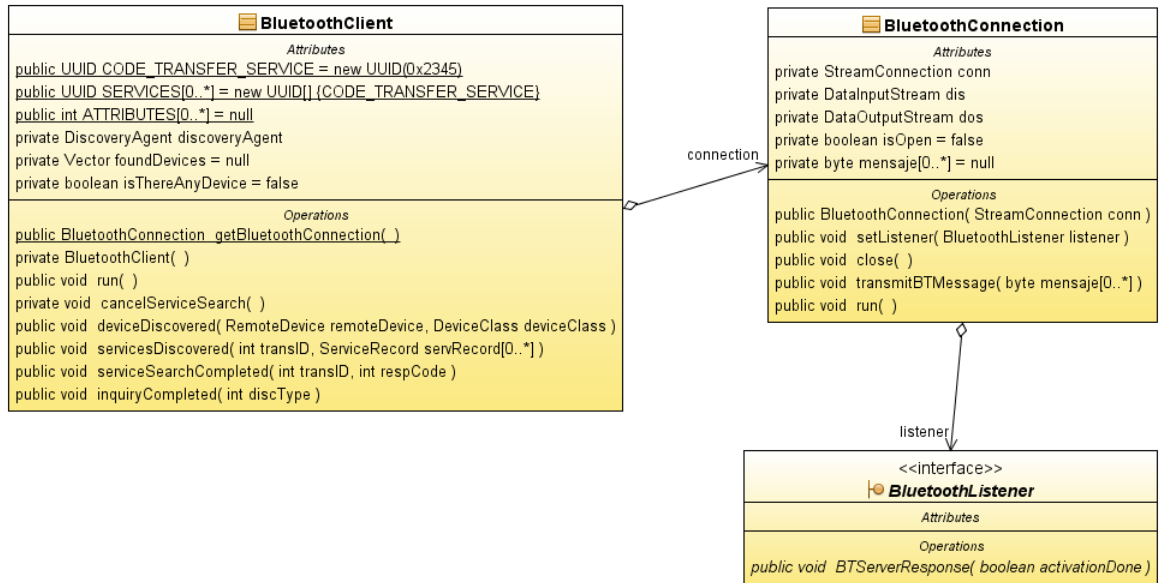 BluetoothClient
Attributes
public UUID CODE_TRANSFER_SERVICE = new UUID(0x2345)
public UUID SERVICES[0..*] = new UUID[] {CODE_TRANSFER_SERVICE}
public int ATTRIBUTES[0..*] = null
private DiscoveryAgent discoveryAgent
private Vector foundDevices = null
private boolean isThereAnyDevice = false
Operations
public BluetoothConnection getBluetoothConnection( )
private BluetoothClient( )
public void run( )
private void cancelServiceSearch( )
public void deviceDiscovered( RemoteDevice remoteDevice, DeviceClass deviceClass )
public void servicesDiscovered( int transID, ServiceRecord servRecord[0..*] )
public void serviceSearchCompleted( int transID, int respCode )
public void inquiryCompleted( int discType )
connection
BluetoothConnection
Attributes
private StreamConnection conn
private DataInputStream dis
private DataOutputStream dos
private boolean isOpen = false
private byte mensaje[0..*] = null
Operations
public BluetoothConnection( StreamConnection conn )
public void setListener( BluetoothListener listener )
public void close( )
public void transmitBTMessage( byte mensaje[0..*] )
public void run( )
listener
<<interface>>
BluetoothListener
Attributes
Operations
public void BTServerResponse( boolean activationDone )